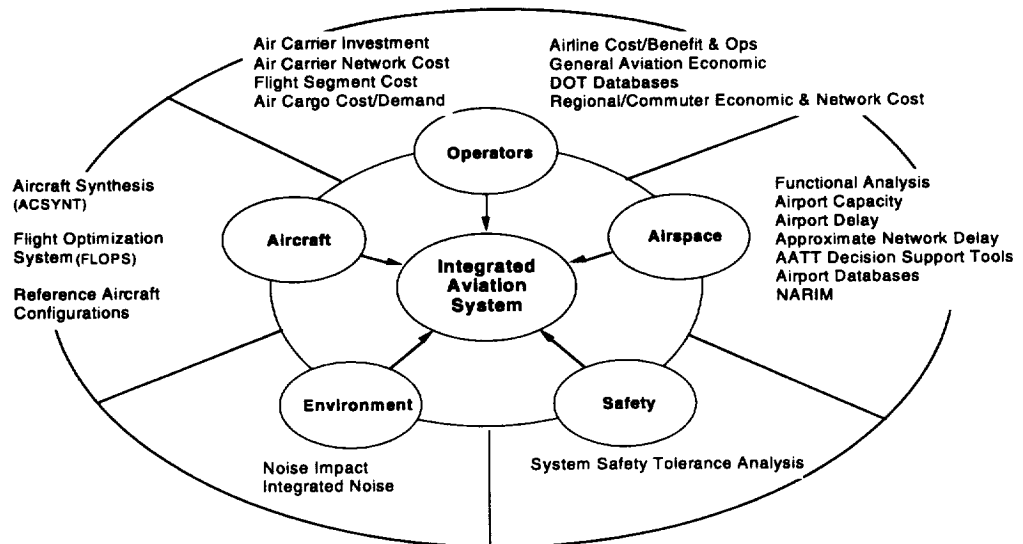 Air Carrier Investment
Air Carrier Network Cost
Flight Segment Cost
Air Cargo Cost/Demand
Airline Cost/Benefit & Ops
General Aviation Economic
DOT Databases
Regional/Commuter Economic & Network Cost
Operators
Aircraft Synthesis
(ACSYNT)
Flight Optimization
System (FLOPS)
Reference Aircraft
Configurations
Aircraft
Integrated
Aviation
System
Airspace
Functional Analysis
Airport Capacity
Airport Delay
Approximate Network Delay
AATT Decision Support Tools
Airport Databases
NARIM
Environment
Safety
Noise Impact
Integrated Noise
System Safety Tolerance Analysis